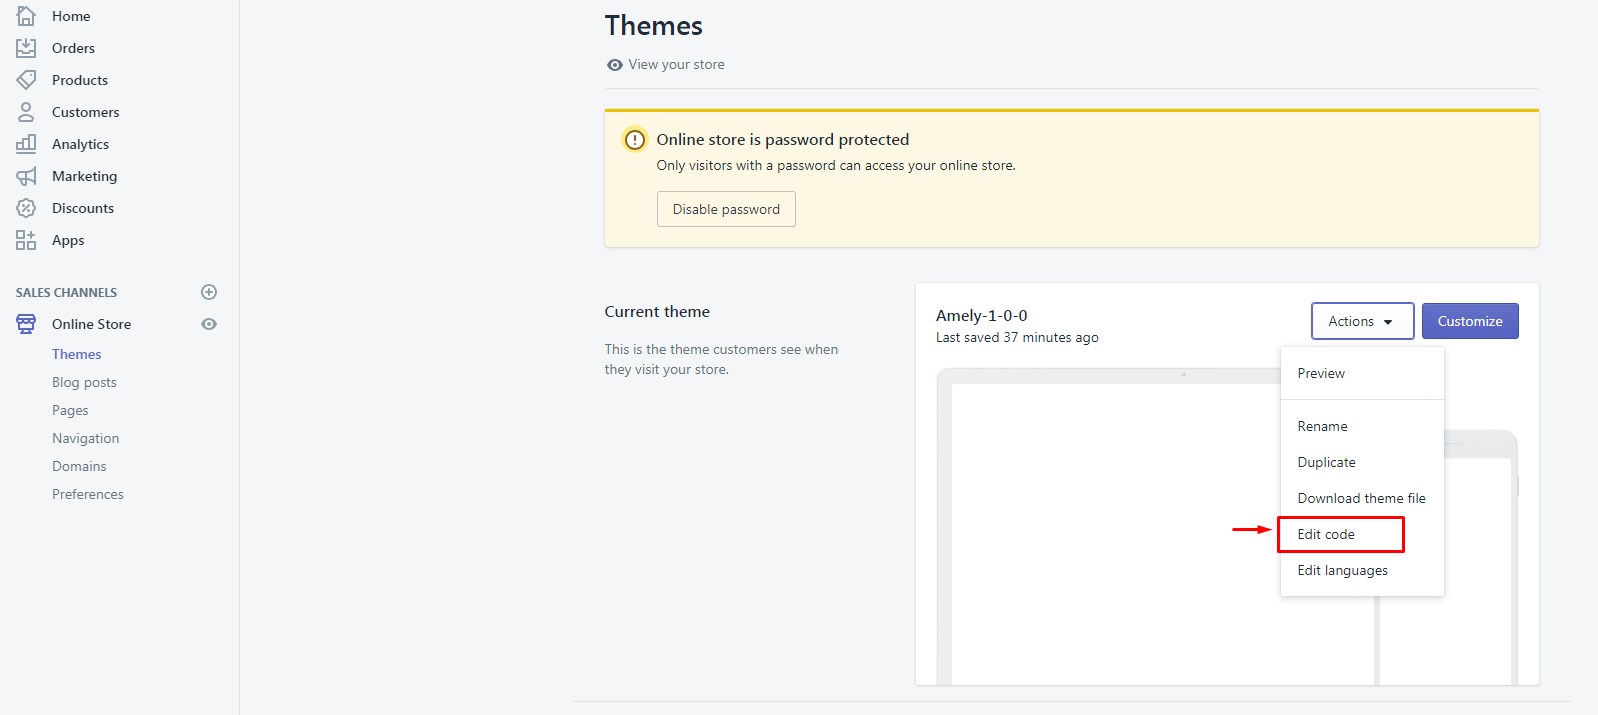 Home
Orders
Products
Customers
Analytics
Marketing
Discounts
Apps
SALES CHANNELS
Online Store
Themes
Blog posts
Pages
Navigation
Domains
Preferences
Themes
View your store
Online store is password protected
Only visitors with a password can access your online store.
Disable password
Current theme
This is the theme customers see when
they visit your store.
Amely-1-0-0
Last saved 37 minutes ago
Actions
Customize
Preview
Rename
Duplicate
Download theme file
Edit code
Edit languages